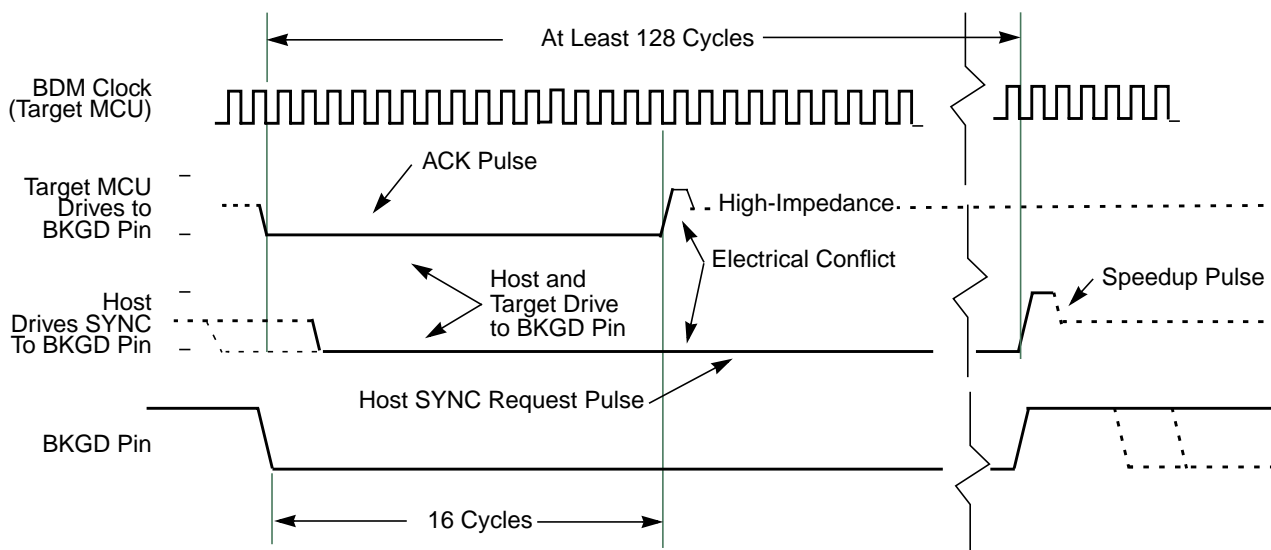 At Least 128 Cycles
BDM Clock
(Target MCU)
ACK Pulse
Target MCU
Drives to
BKGD Pin
High-Impedance
Electrical Conflict
Host and
Target Drive
to BKGD Pin
Speedup Pulse
Host
Drives SYNC
To BKGD Pin
Host SYNC Request Pulse
BKGD Pin
16 Cycles